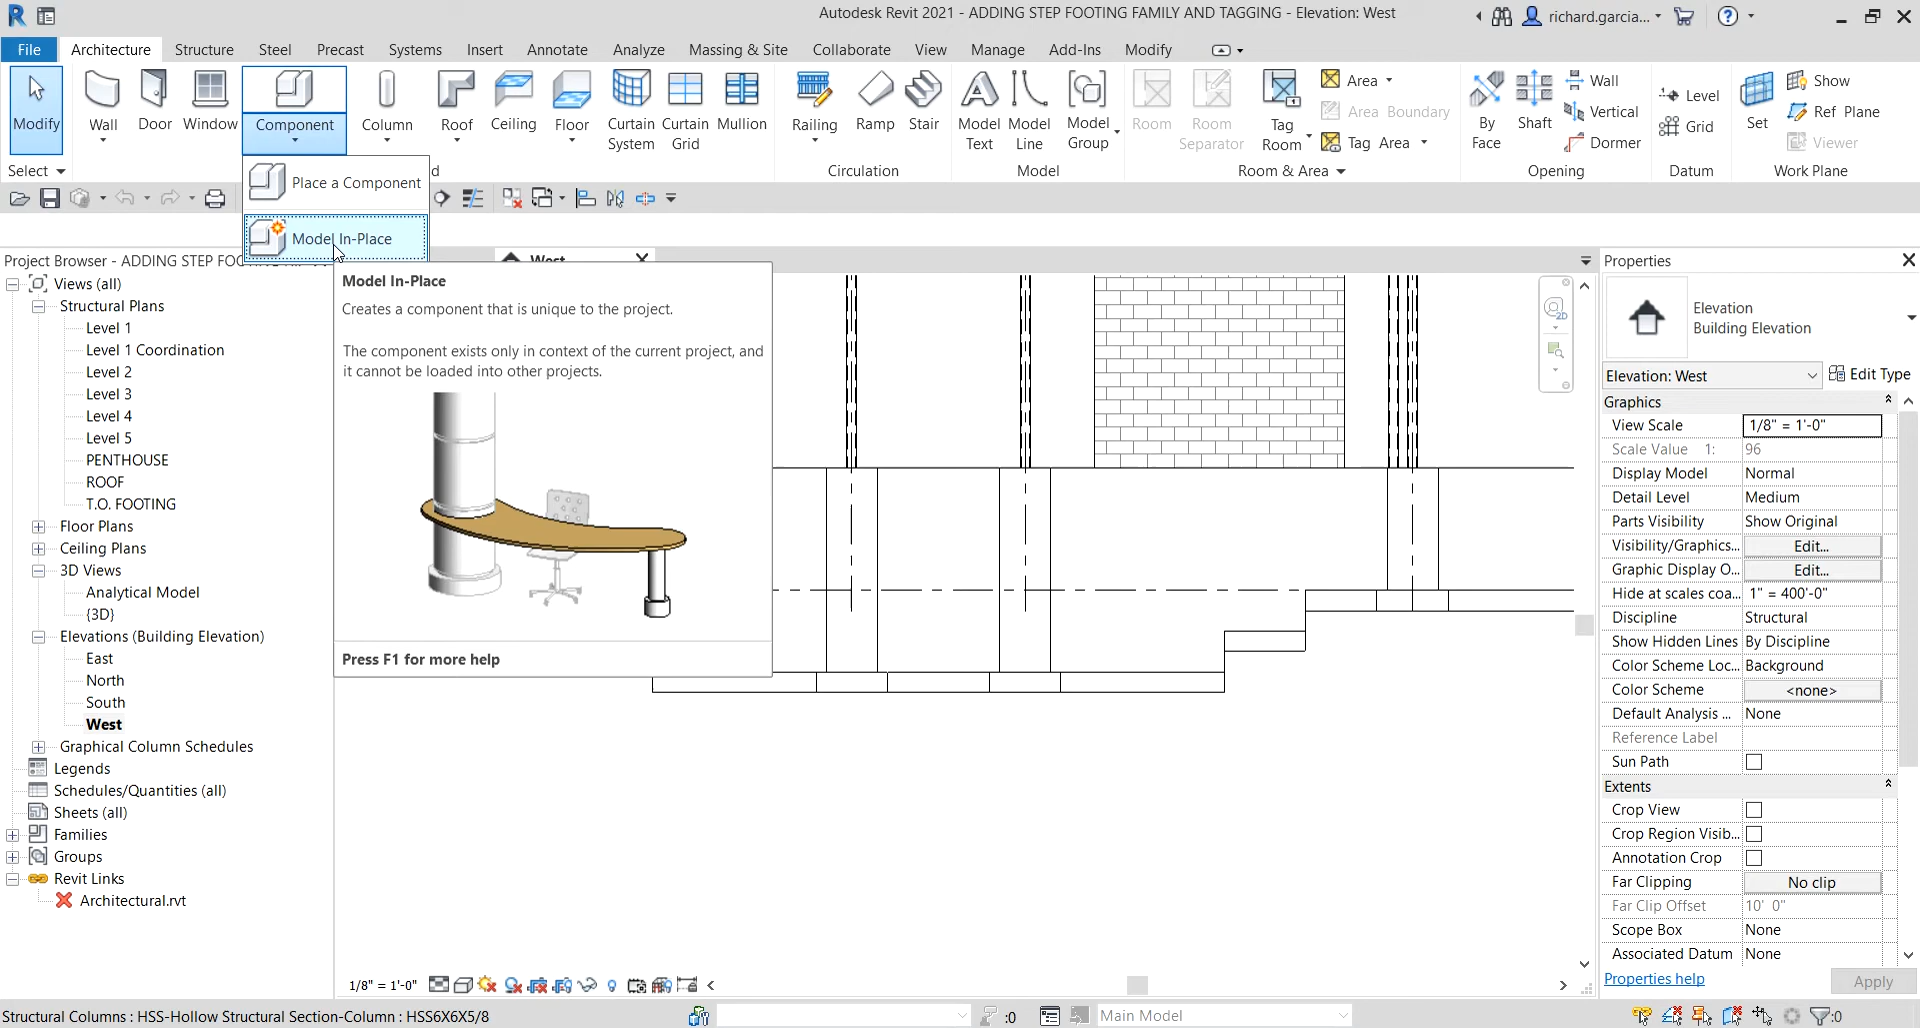 Autodesk Revit 2021 - ADDING STEP FOOTING FAMILY AND TAGGING - Elevation: West
richard.garcia...
File Architecture Structure Steel Precast Systems Insert Annotate Analyze Massing & Site Collaborate View Manage Add-Ins Modify
Modify Wall Door Window Component Column Roof Ceiling Floor Curtain System Curtain Grid Mullion Railing Ramp Stair Model Text Model Line Model Group Room Room Separator Tag Room
Area
Area Boundary
Tag Area
By Face Shaft
Wall
Vertical
Dormer
Level
Grid
Set
Show
Ref Plane
Viewer
Select d Circulation Model Room & Area Opening Datum Work Plane
Place a Component
Model In-Place
Project Browser - ADDING STEP
West
Views (all)
Structural Plans
Level 1
Level 1 Coordination
Level 2
Level 3
Level 4
Level 5
PENTHOUSE
ROOF
T.O. FOOTING
Floor Plans
Ceiling Plans
3D Views
Analytical Model
{3D}
Elevations (Building Elevation)
East
North
South
West
Graphical Column Schedules
Legends
Schedules/Quantities (all)
Sheets (all)
Families
Groups
Revit Links
Architectural.rvt
Model In-Place
Creates a component that is unique to the project.
The component exists only in context of the current project, and
it cannot be loaded into other projects.
Press F1 for more help
2D
Properties
Elevation
Building Elevation
Elevation: West Edit Type
Graphics
View Scale 1/8" = 1'-0"
Scale Value 1: 96
Display Model Normal
Detail Level Medium
Parts Visibility Show Original
Visibility/Graphics... Edit...
Graphic Display O... Edit...
Hide at scales coa... 1" = 400'-0"
Discipline Structural
Show Hidden Lines By Discipline
Color Scheme Loc... Background
Color Scheme <none>
Default Analysis ... None
Reference Label
Sun Path
Extents
Crop View
Crop Region Visib...
Annotation Crop
Far Clipping No clip
Far Clip Offset 10' 0"
Scope Box None
Associated Datum None
Properties help Apply
1/8" = 1'-0"
Structural Columns : HSS-Hollow Structural Section-Column : HSS6X6X5/8 :0 Main Model :0